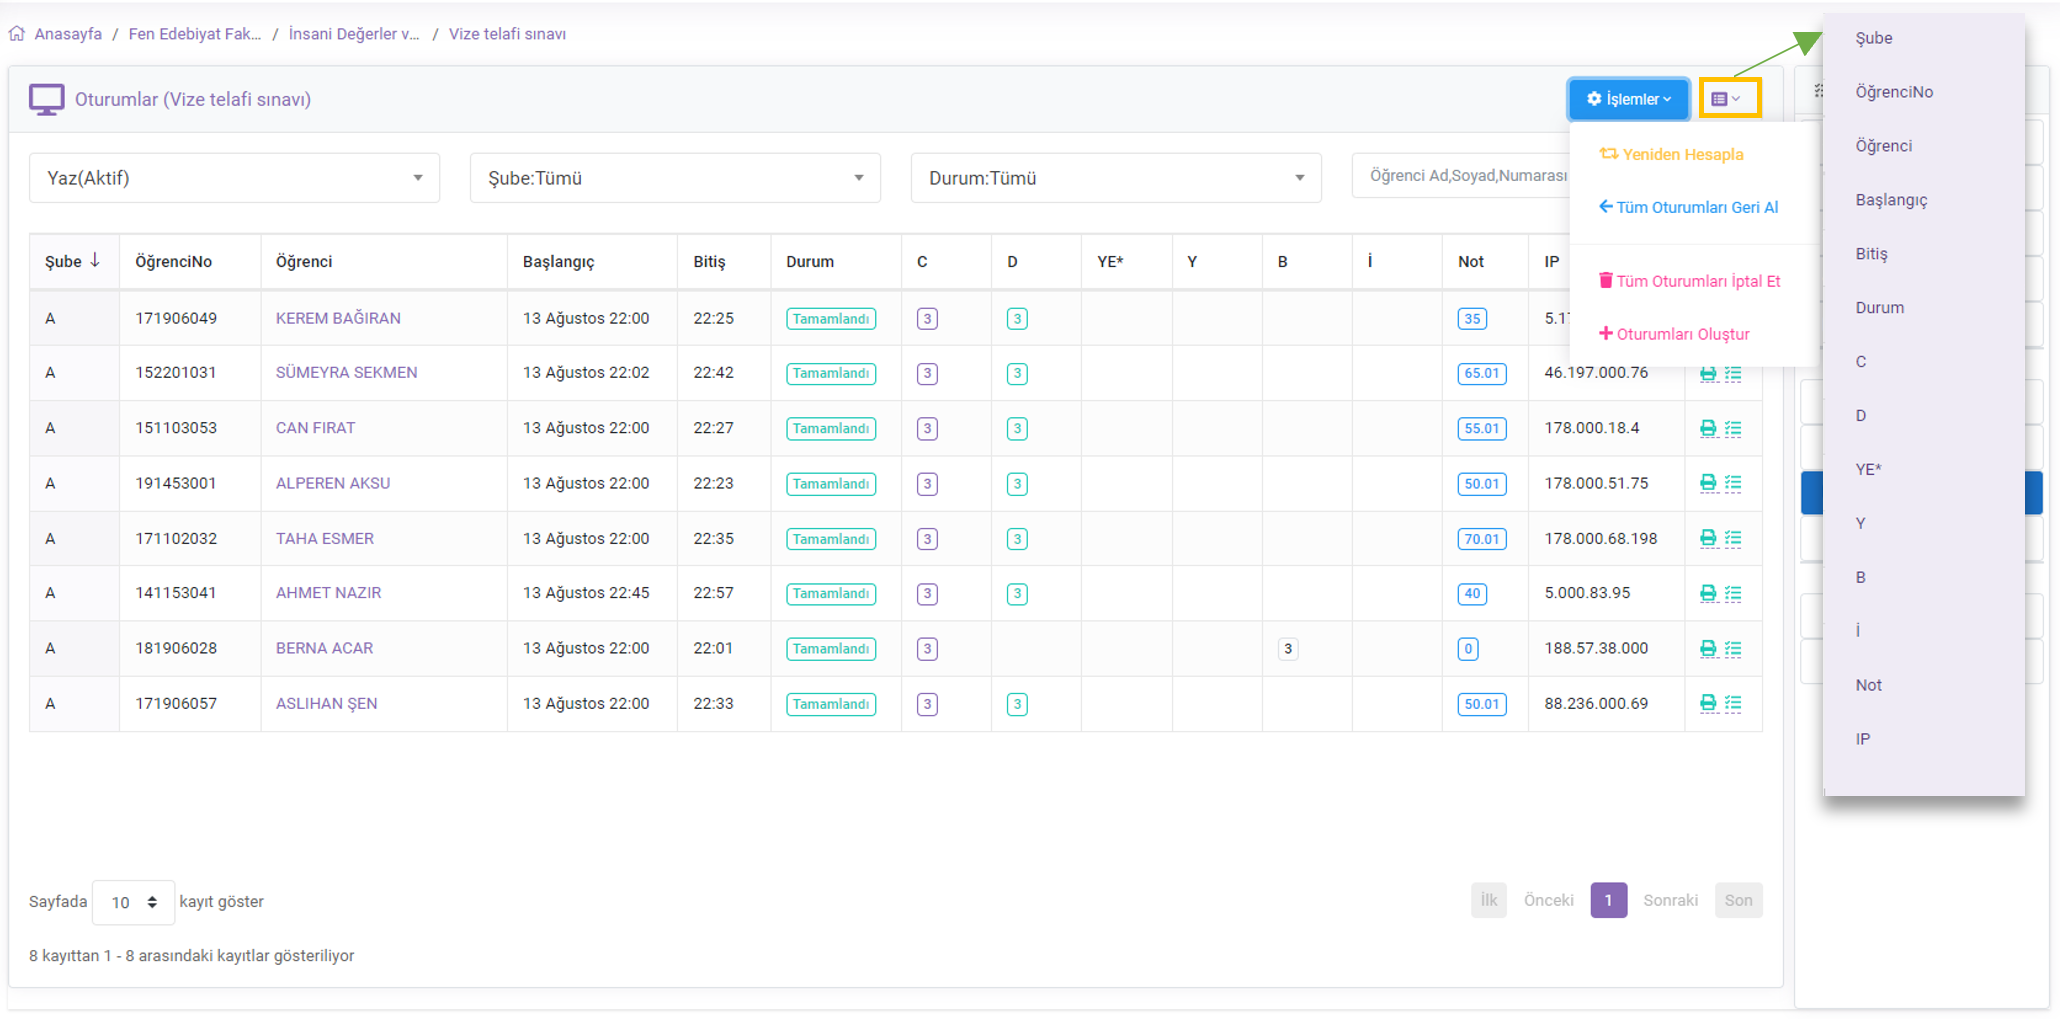 Anasayfa / Fen Edebiyat Fak... / İnsani Değerler v... / Vize telafi sınavı
Oturumlar (Vize telafi sınavı)
İşlemler
Yeniden Hesapla
Tüm Oturumları Geri Al
Tüm Oturumları İptal Et
Oturumları Oluştur
Yaz(Aktif)
Şube:Tümü
Durum:Tümü
Öğrenci Ad,Soyad,Numarası
Şube ÖğrenciNo Öğrenci Başlangıç Bitiş Durum C D YE* Y B İ Not IP
A 171906049 KEREM BAĞIRAN 13 Ağustos 22:00 22:25 Tamamlandı 3 3 35
A 152201031 SÜMEYRA SEKMEN 13 Ağustos 22:02 22:42 Tamamlandı 3 3 65.01 46.197.000.76
A 151103053 CAN FIRAT 13 Ağustos 22:00 22:27 Tamamlandı 3 3 55.01 178.000.18.4
A 191453001 ALPEREN AKSU 13 Ağustos 22:00 22:23 Tamamlandı 3 3 50.01 178.000.51.75
A 171102032 TAHA ESMER 13 Ağustos 22:00 22:35 Tamamlandı 3 3 70.01 178.000.68.198
A 141153041 AHMET NAZIR 13 Ağustos 22:45 22:57 Tamamlandı 3 3 40 5.000.83.95
A 181906028 BERNA ACAR 13 Ağustos 22:00 22:01 Tamamlandı 3 3 0 188.57.38.000
A 171906057 ASLIHAN ŞEN 13 Ağustos 22:00 22:33 Tamamlandı 3 3 50.01 88.236.000.69
Sayfada 10 kayıt göster
İlk Önceki 1 Sonraki Son
8 kayıttan 1 - 8 arasındaki kayıtlar gösteriliyor
Şube
ÖğrenciNo
Öğrenci
Başlangıç
Bitiş
Durum
C
D
YE*
Y
B
İ
Not
IP